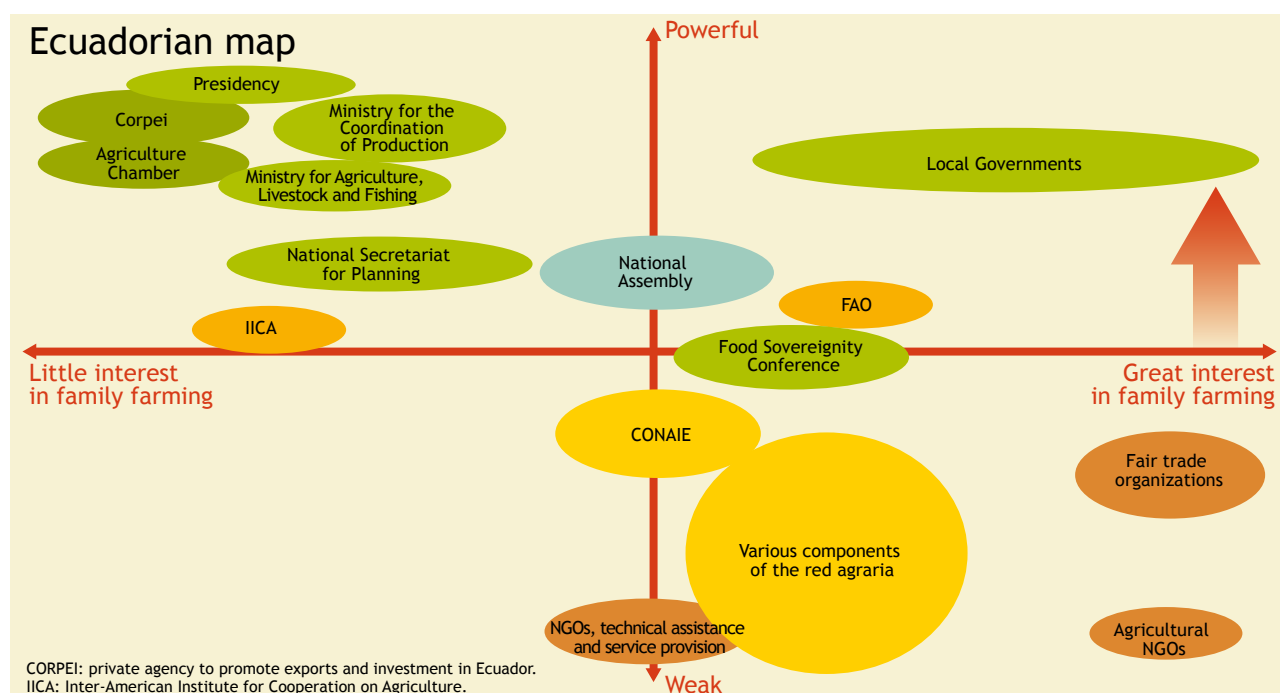 Ecuadorian map
Powerful
Presidency
Corpei
Ministry for the
Coordination
of Production
Agriculture
Chamber
Ministry for Agriculture,
Livestock and Fishing
Local Governments
National Secretariat
for Planning
National
Assembly
FAO
IICA
Food Sovereignity
Conference
Little interest
in family farming
Great interest
in family farming
CONAIE
Fair trade
organizations
Various components
of the red agraria
NGOs, technical assistance
and service provision
Agricultural
NGOs
CORPEI: private agency to promote exports and investment in Ecuador.
IICA: Inter-American Institute for Cooperation on Agriculture.
Weak